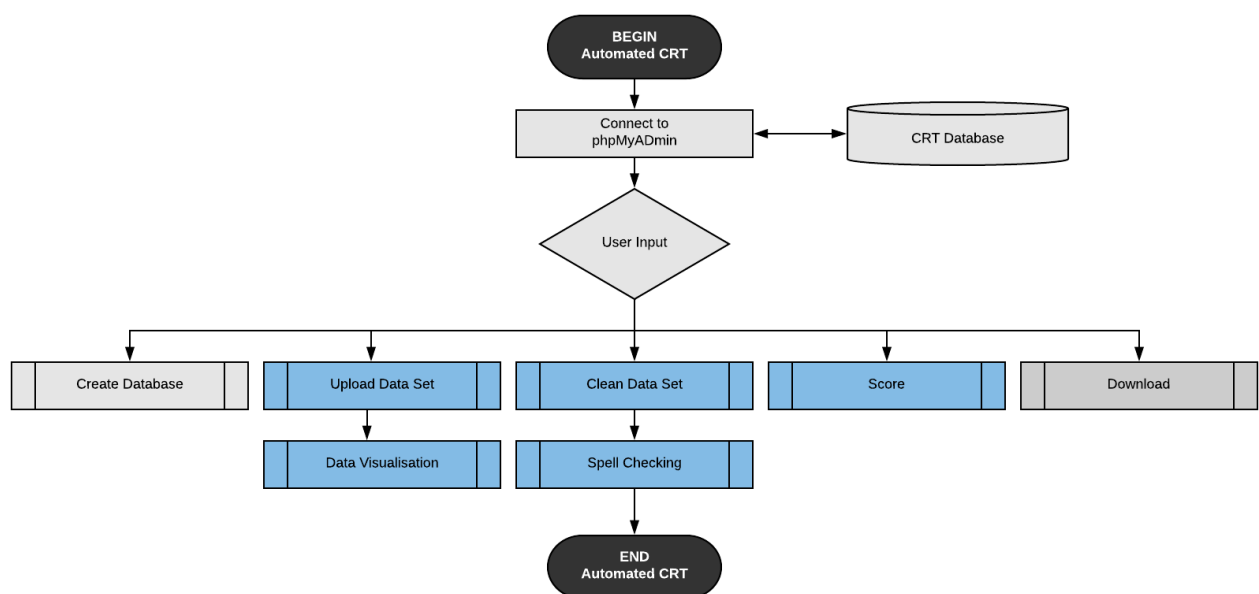 BEGIN
Automated CRT
Connect to
phpMyADmin
CRT Database
User Input
Create Database
Upload Data Set
Clean Data Set
Score
Download
Data Visualisation
Spell Checking
END
Automated CRT